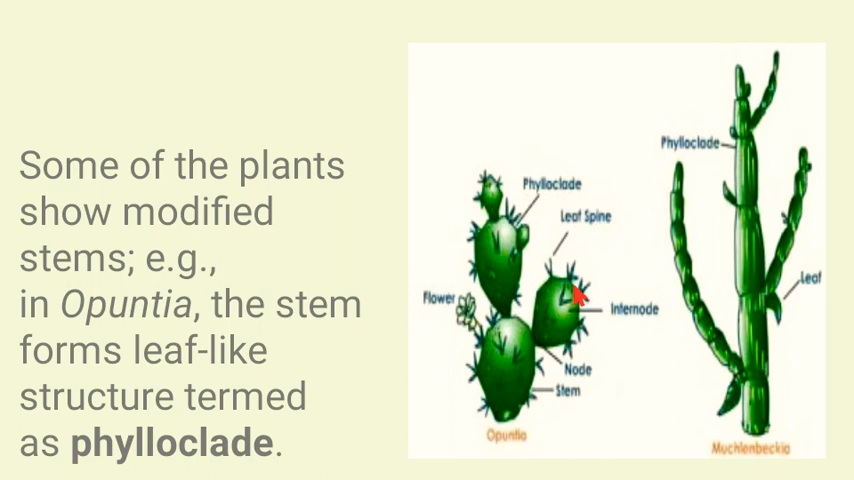 Some of the plants
show modified
stems; e.g.,
in Opuntia, the stem
forms leaf-like
structure termed
as phylloclade.
Phylloclade
Phylloclade
Leaf Spine
Leaf
Flower
Internode
Node
Stem
Opuntia
Muchlenbeckia